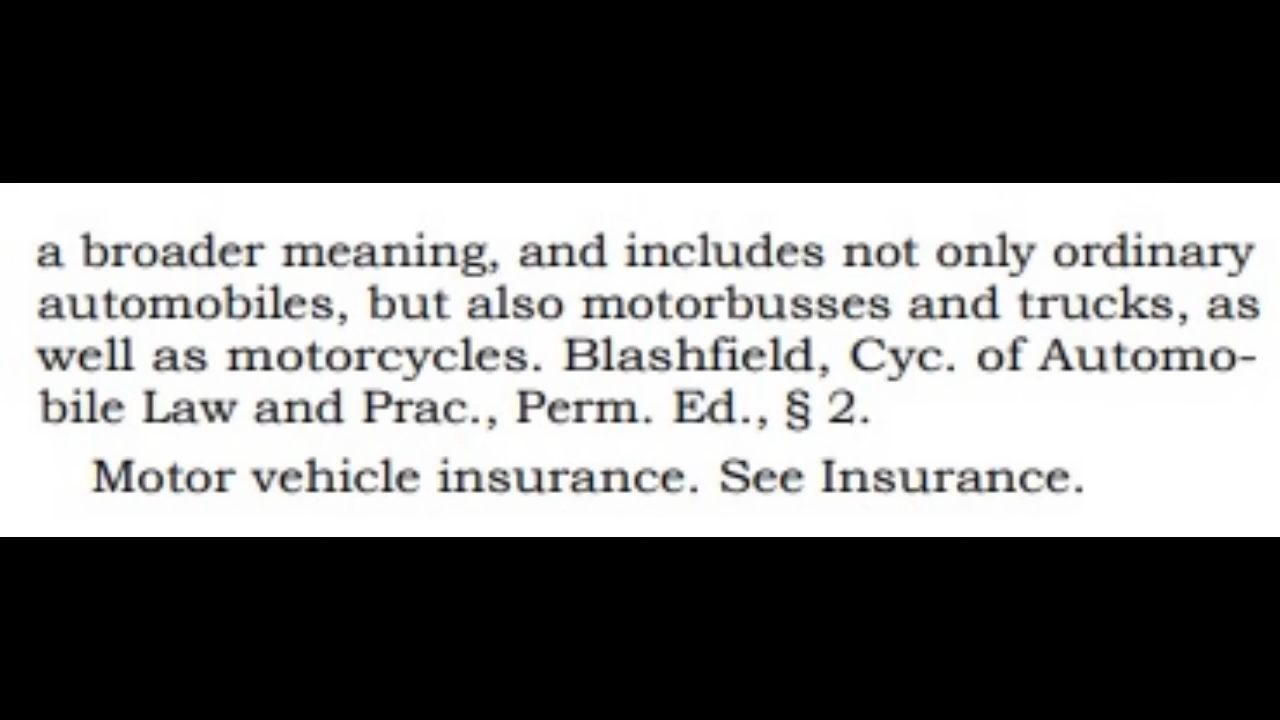 a broader meaning, and includes not only ordinary
automobiles, but also motorbusses and trucks, as
well as motorcycles. Blashfield, Cyc. of Automo-
bile Law and Prac., Perm. Ed., § 2.
Motor vehicle insurance. See Insurance.